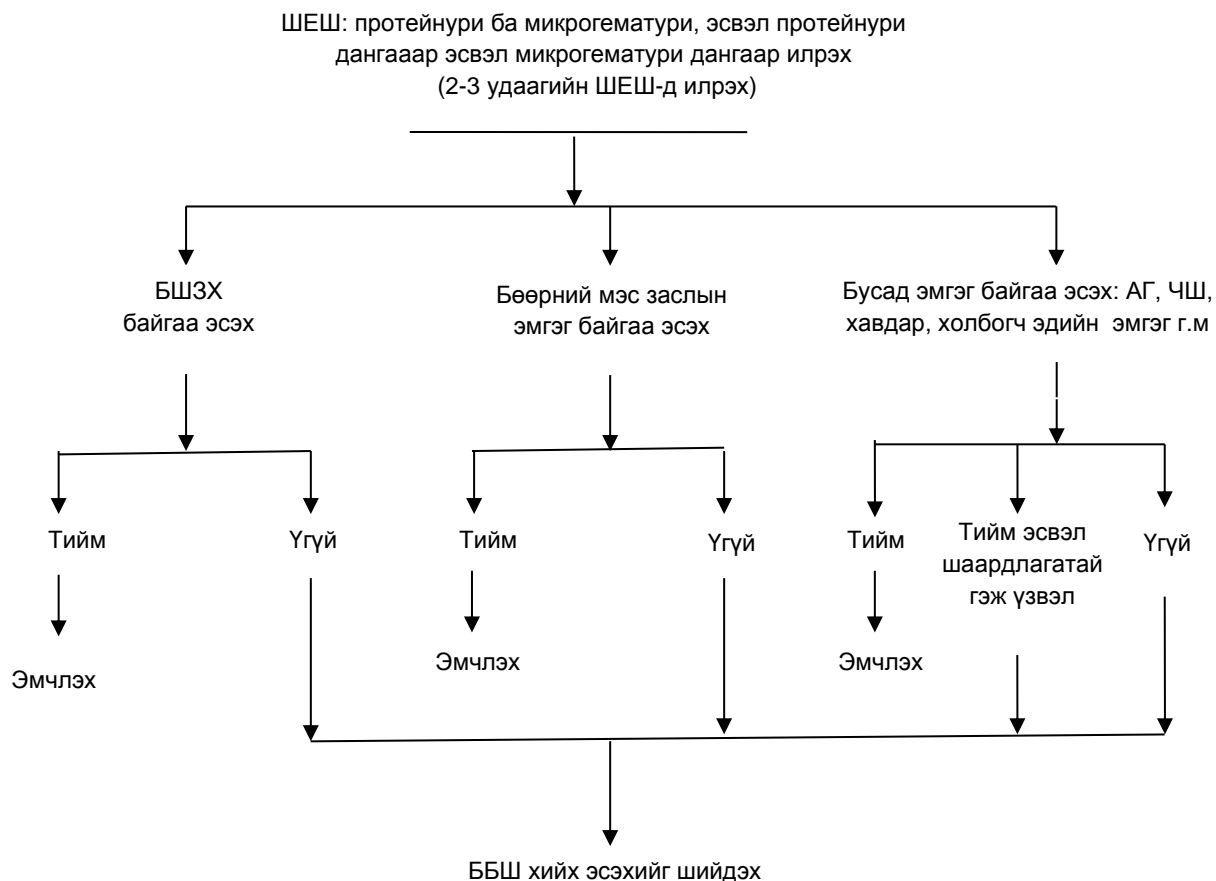 ШЕШ: протейнури ба микрогематури, эсвэл протейнури
дангааар эсвэл микрогематури дангаар илрэх
(2-3 удаагийн ШЕШ-д илрэх)
БШЗХ
байгаа эсэх
Бөөрний мэс заслын
эмгэг байгаа эсэх
Бусад эмгэг байгаа эсэх: АГ, ЧШ,
хавдар, холбогч эдийн эмгэг г.м
Тийм
Үгүй
Тийм
Үгүй
Тийм
Тийм эсвэл
шаардлагатай
гэж үзвэл
Үгүй
Эмчлэх
Эмчлэх
Эмчлэх
ББШ хийх эсэхийг шийдэх